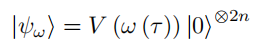 |ψ_ω⟩ = V (ω (τ)) |0⟩^{⊗2n}